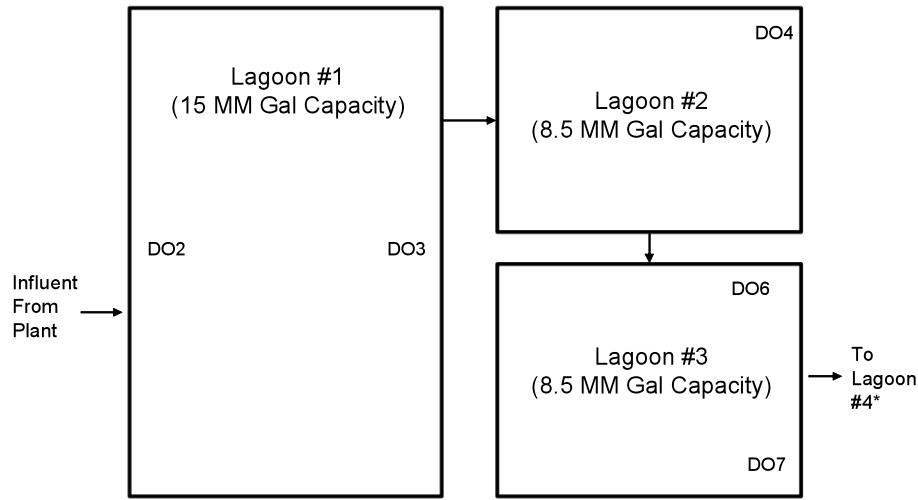 Lagoon #1
(15 MM Gal Capacity)
DO2
DO3
Influent
From
Plant
DO4
Lagoon #2
(8.5 MM Gal Capacity)
DO6
Lagoon #3
(8.5 MM Gal Capacity)
DO7
To
Lagoon
#4*